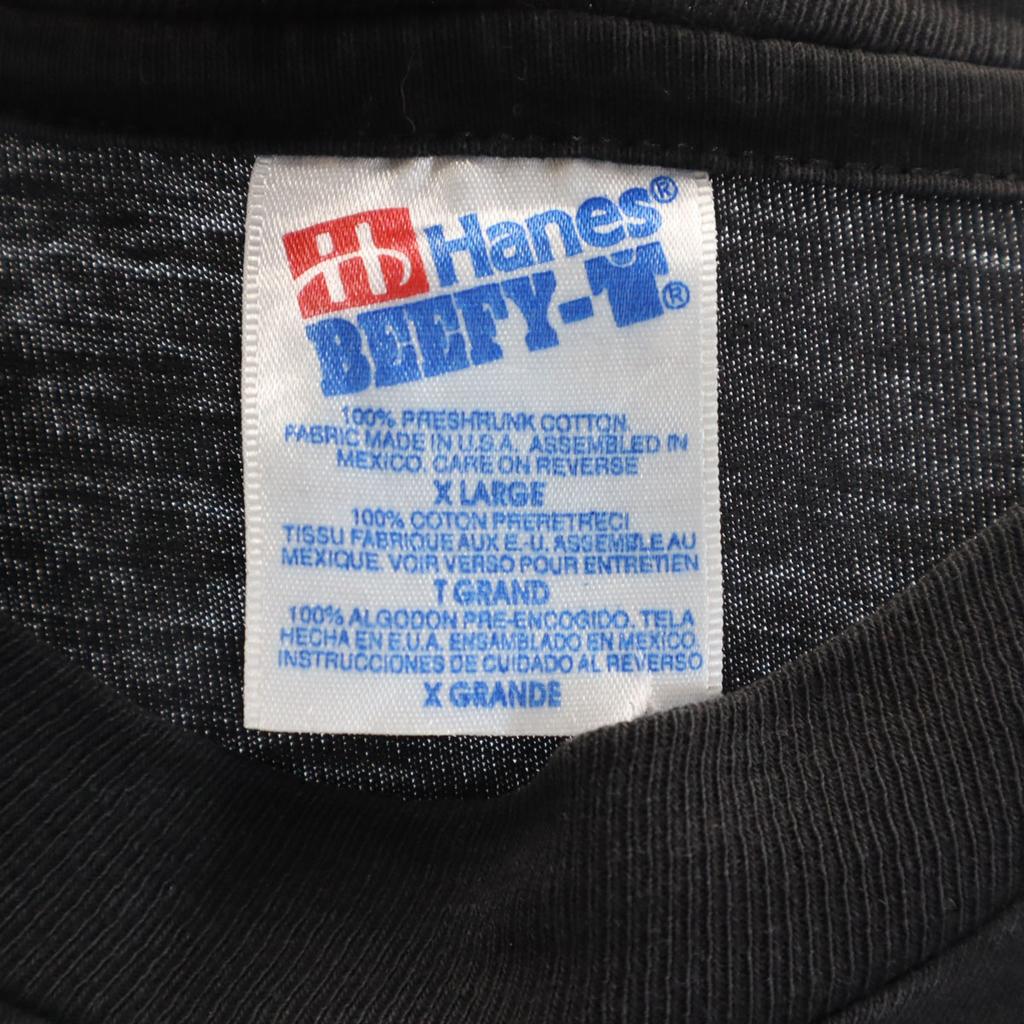 Hanes®
BEEFY-T®
100% PRESHRUNK COTTON.
FABRIC MADE IN U.S.A. ASSEMBLED IN
MEXICO. CARE ON REVERSE
X LARGE
100% COTON PRERETRECI
TISSU FABRIQUE AUX E.-U. ASSEMBLE AU
MEXIQUE. VOIR VERSO POUR ENTRETIEN
T GRAND
100% ALGODON PRE-ENCOGIDO. TELA
HECHA EN E.U.A. ENSAMBLADO EN MEXICO.
INSTRUCCIONES DE CUIDADO AL REVERSO
X GRANDE